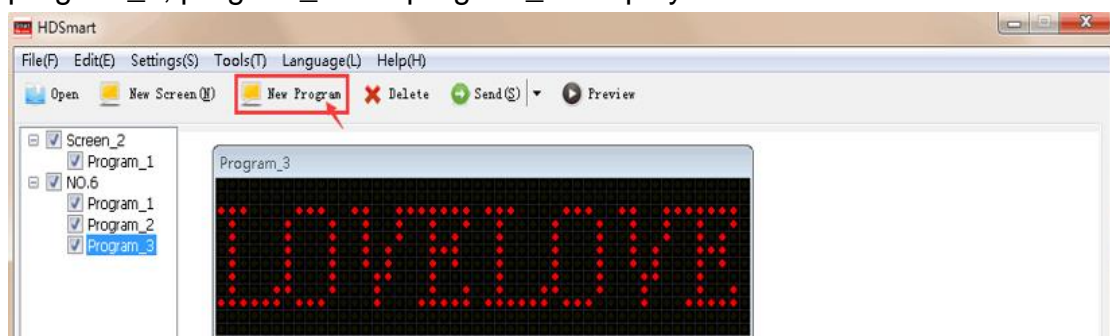 HDSmart
File(F) Edit(E) Settings(S) Tools(T) Language(L) Help(H)
Open New Screen(N) New Program Delete Send(S) Preview
Screen_2
Program_1
Program_3
NO.6
Program_1
Program_2
Program_3
LOVELOVE